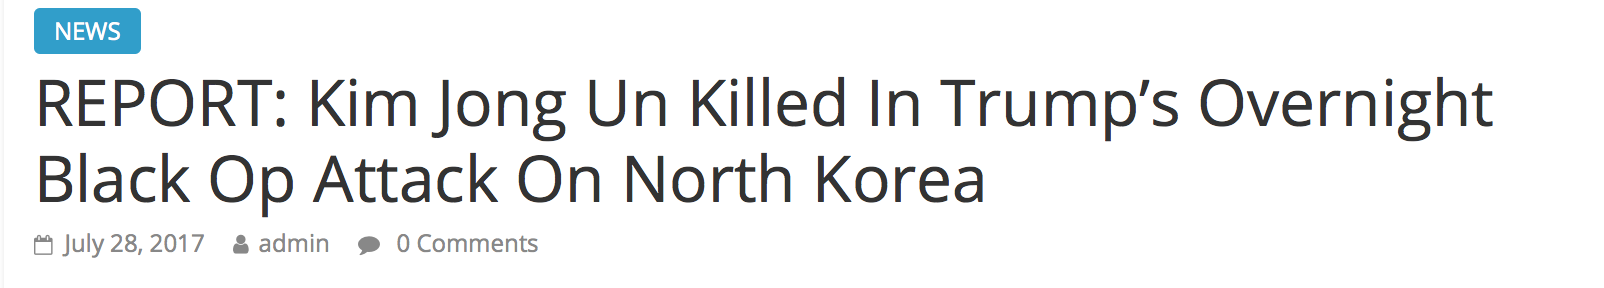 NEWS
REPORT: Kim Jong Un Killed In Trump’s Overnight
Black Op Attack On North Korea
July 28, 2017 admin 0 Comments